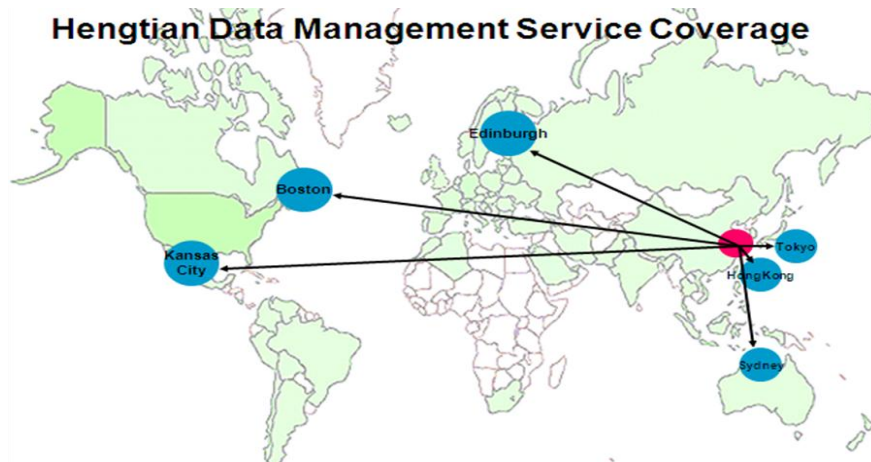 Hengtian Data Management Service Coverage
Edinburgh
Boston
Kansas
City
Tokyo
HongKong
Sydney